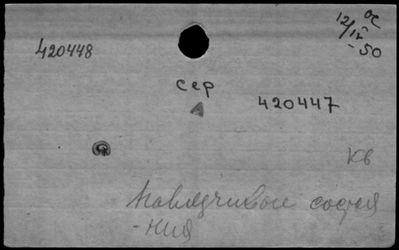 ос
12/IV
-50
420448
сер
420447
кв
Навязчивые состоя
-ния